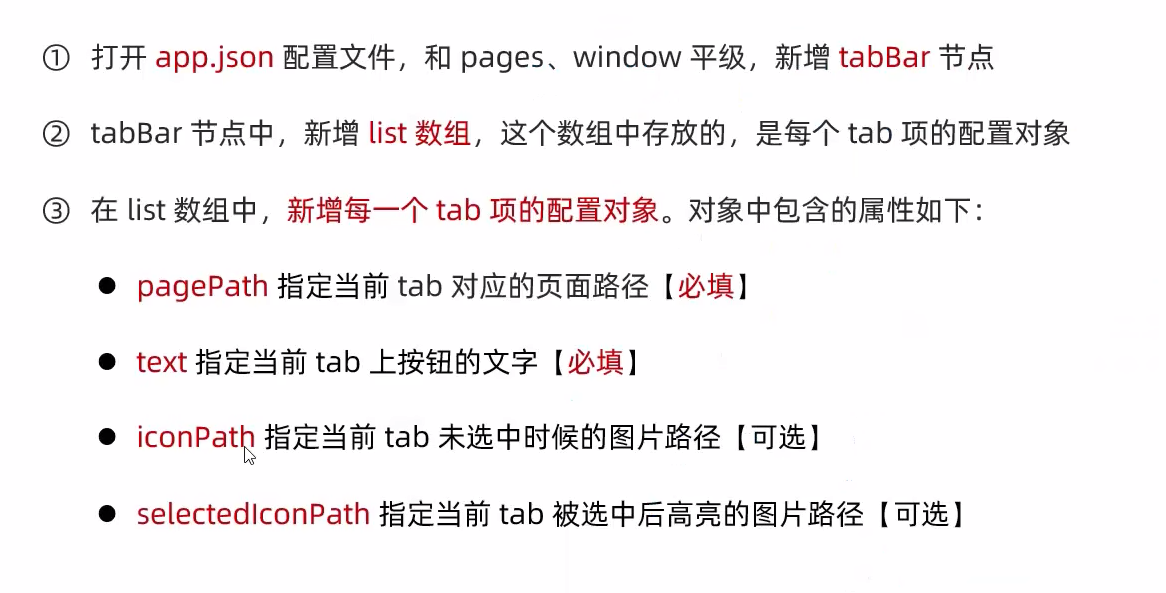 ① 打开 app.json 配置文件，和 pages、window 平级，新增 tabBar 节点
② tabBar 节点中，新增 list 数组，这个数组中存放的，是每个 tab 项的配置对象
③ 在 list 数组中，新增每一个 tab 项的配置对象。对象中包含的属性如下：
● pagePath 指定当前 tab 对应的页面路径【必填】
● text 指定当前 tab 上按钮的文字【必填】
● iconPath 指定当前 tab 未选中时候的图片路径【可选】
● selectedIconPath 指定当前 tab 被选中后高亮的图片路径【可选】